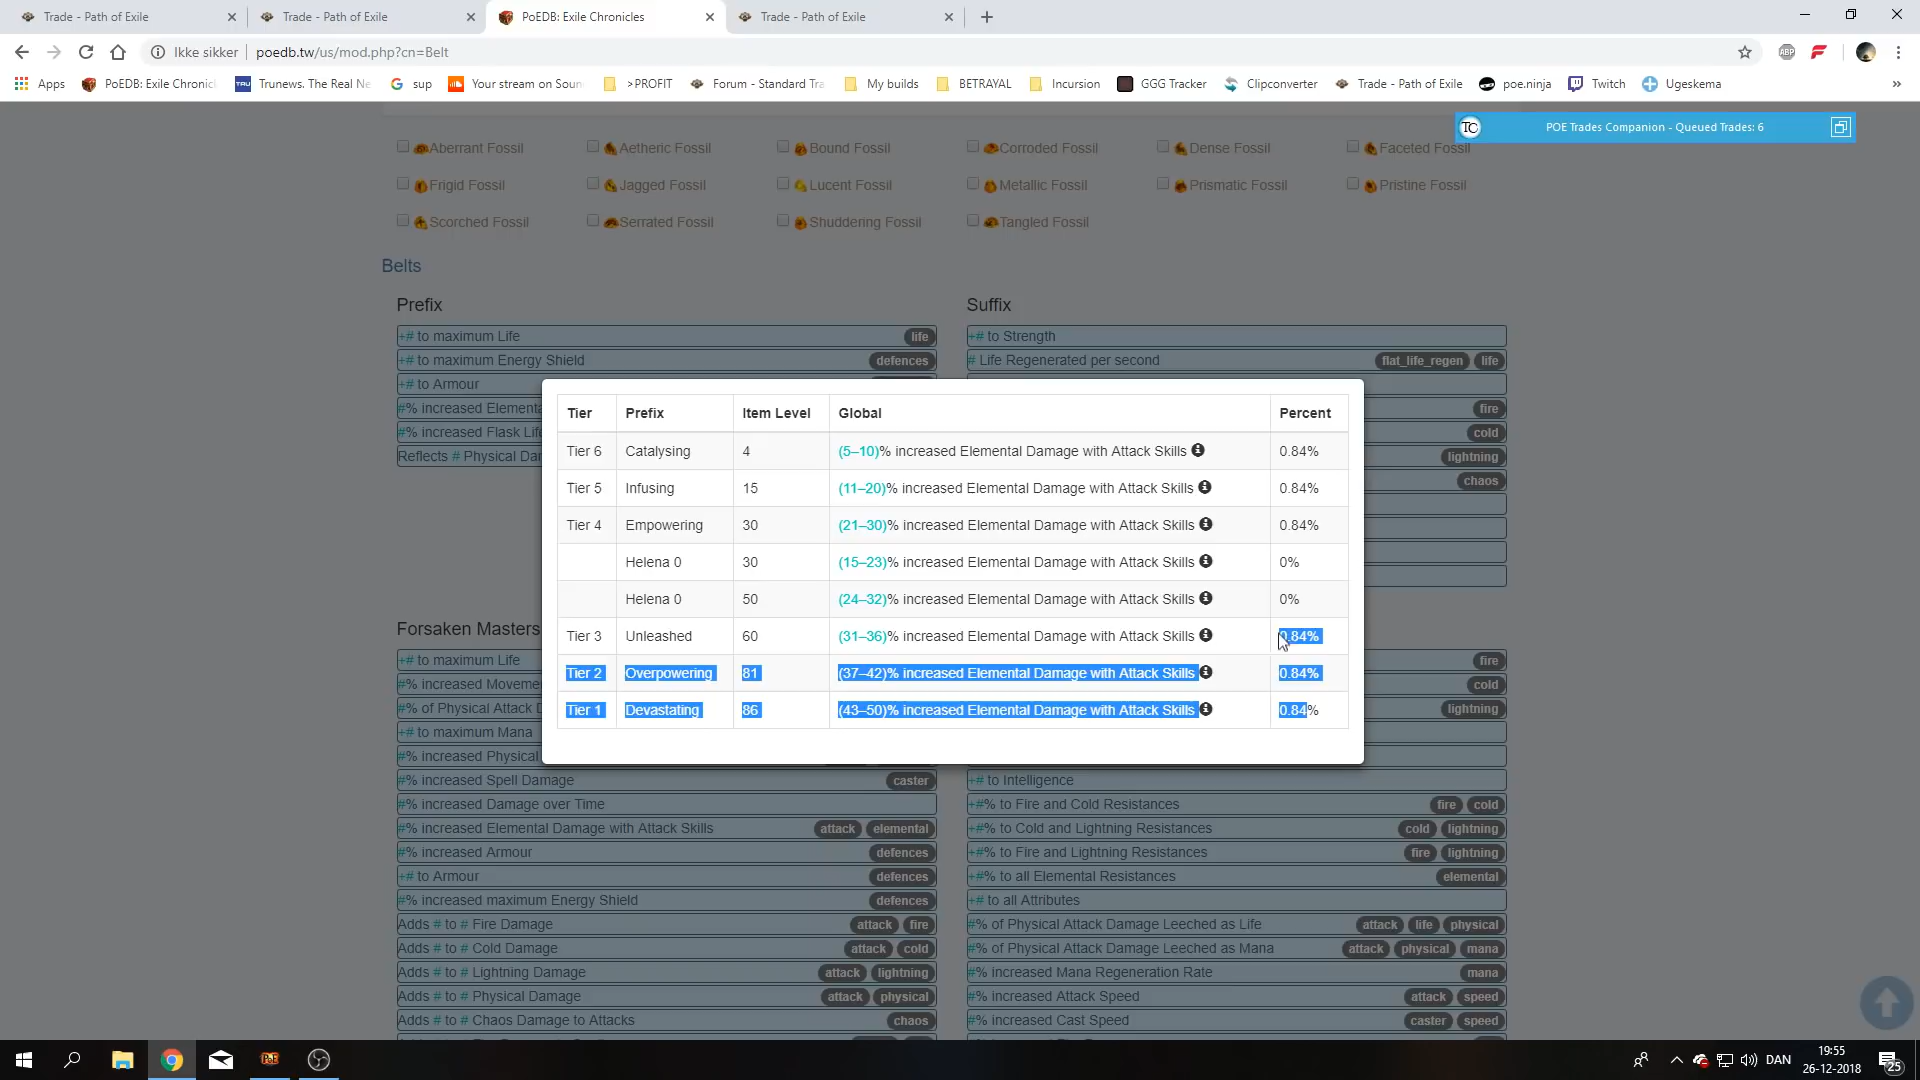 Trade - Path of Exile
Trade - Path of Exile
PoEDB: Exile Chronicles
Trade - Path of Exile
Ikke sikker
poedb.tw/us/mod.php?cn=Belt
ABP
Apps
PoEDB: Exile Chronic
TRU Trunews. The Real Ne
sup
Your stream on Soun
>PROFIT
Forum - Standard Tra
My builds
BETRAYAL
Incursion
GGG Tracker
Clipconverter
Trade - Path of Exile
poe.ninja
Twitch
Ugeskema
TC POE Trades Companion - Queued Trades: 6
Aberrant Fossil
Aetheric Fossil
Bound Fossil
Corroded Fossil
Dense Fossil
Faceted Fossil
Frigid Fossil
Jagged Fossil
Lucent Fossil
Metallic Fossil
Prismatic Fossil
Pristine Fossil
Scorched Fossil
Serrated Fossil
Shuddering Fossil
Tangled Fossil
Belts
Prefix
+# to maximum Life life
+# to maximum Energy Shield defences
+# to Armour
#% increased Elementa
#% increased Flask Life
Reflects # Physical Dan
Suffix
+# to Strength
# Life Regenerated per second flat_life_regen life
fire
cold
lightning
chaos
Tier Prefix Item Level Global Percent
Tier 6 Catalysing 4 (5–10)% increased Elemental Damage with Attack Skills 0.84%
Tier 5 Infusing 15 (11–20)% increased Elemental Damage with Attack Skills 0.84%
Tier 4 Empowering 30 (21–30)% increased Elemental Damage with Attack Skills 0.84%
Helena 0 30 (15–23)% increased Elemental Damage with Attack Skills 0%
Helena 0 50 (24–32)% increased Elemental Damage with Attack Skills 0%
Tier 3 Unleashed 60 (31–36)% increased Elemental Damage with Attack Skills 0.84%
Tier 2 Overpowering 81 (37–42)% increased Elemental Damage with Attack Skills 0.84%
Tier 1 Devastating 86 (43–50)% increased Elemental Damage with Attack Skills 0.84%
Forsaken Masters
+# to maximum Life
#% increased Movemen
#% of Physical Attack D
+# to maximum Mana
#% increased Physical
#% increased Spell Damage caster
#% increased Damage over Time
#% increased Elemental Damage with Attack Skills attack elemental
#% increased Armour defences
+# to Armour defences
#% increased maximum Energy Shield defences
Adds # to # Fire Damage attack fire
Adds # to # Cold Damage attack cold
Adds # to # Lightning Damage attack lightning
Adds # to # Physical Damage attack physical
Adds # to # Chaos Damage to Attacks chaos
fire
cold
lightning
+# to Intelligence
+#% to Fire and Cold Resistances fire cold
+#% to Cold and Lightning Resistances cold lightning
+#% to Fire and Lightning Resistances fire lightning
+#% to all Elemental Resistances elemental
+# to all Attributes
#% of Physical Attack Damage Leeched as Life attack life physical
#% of Physical Attack Damage Leeched as Mana attack physical mana
#% increased Mana Regeneration Rate mana
#% increased Attack Speed attack speed
#% increased Cast Speed caster speed
PoE
DAN
19:55
26-12-2018
25